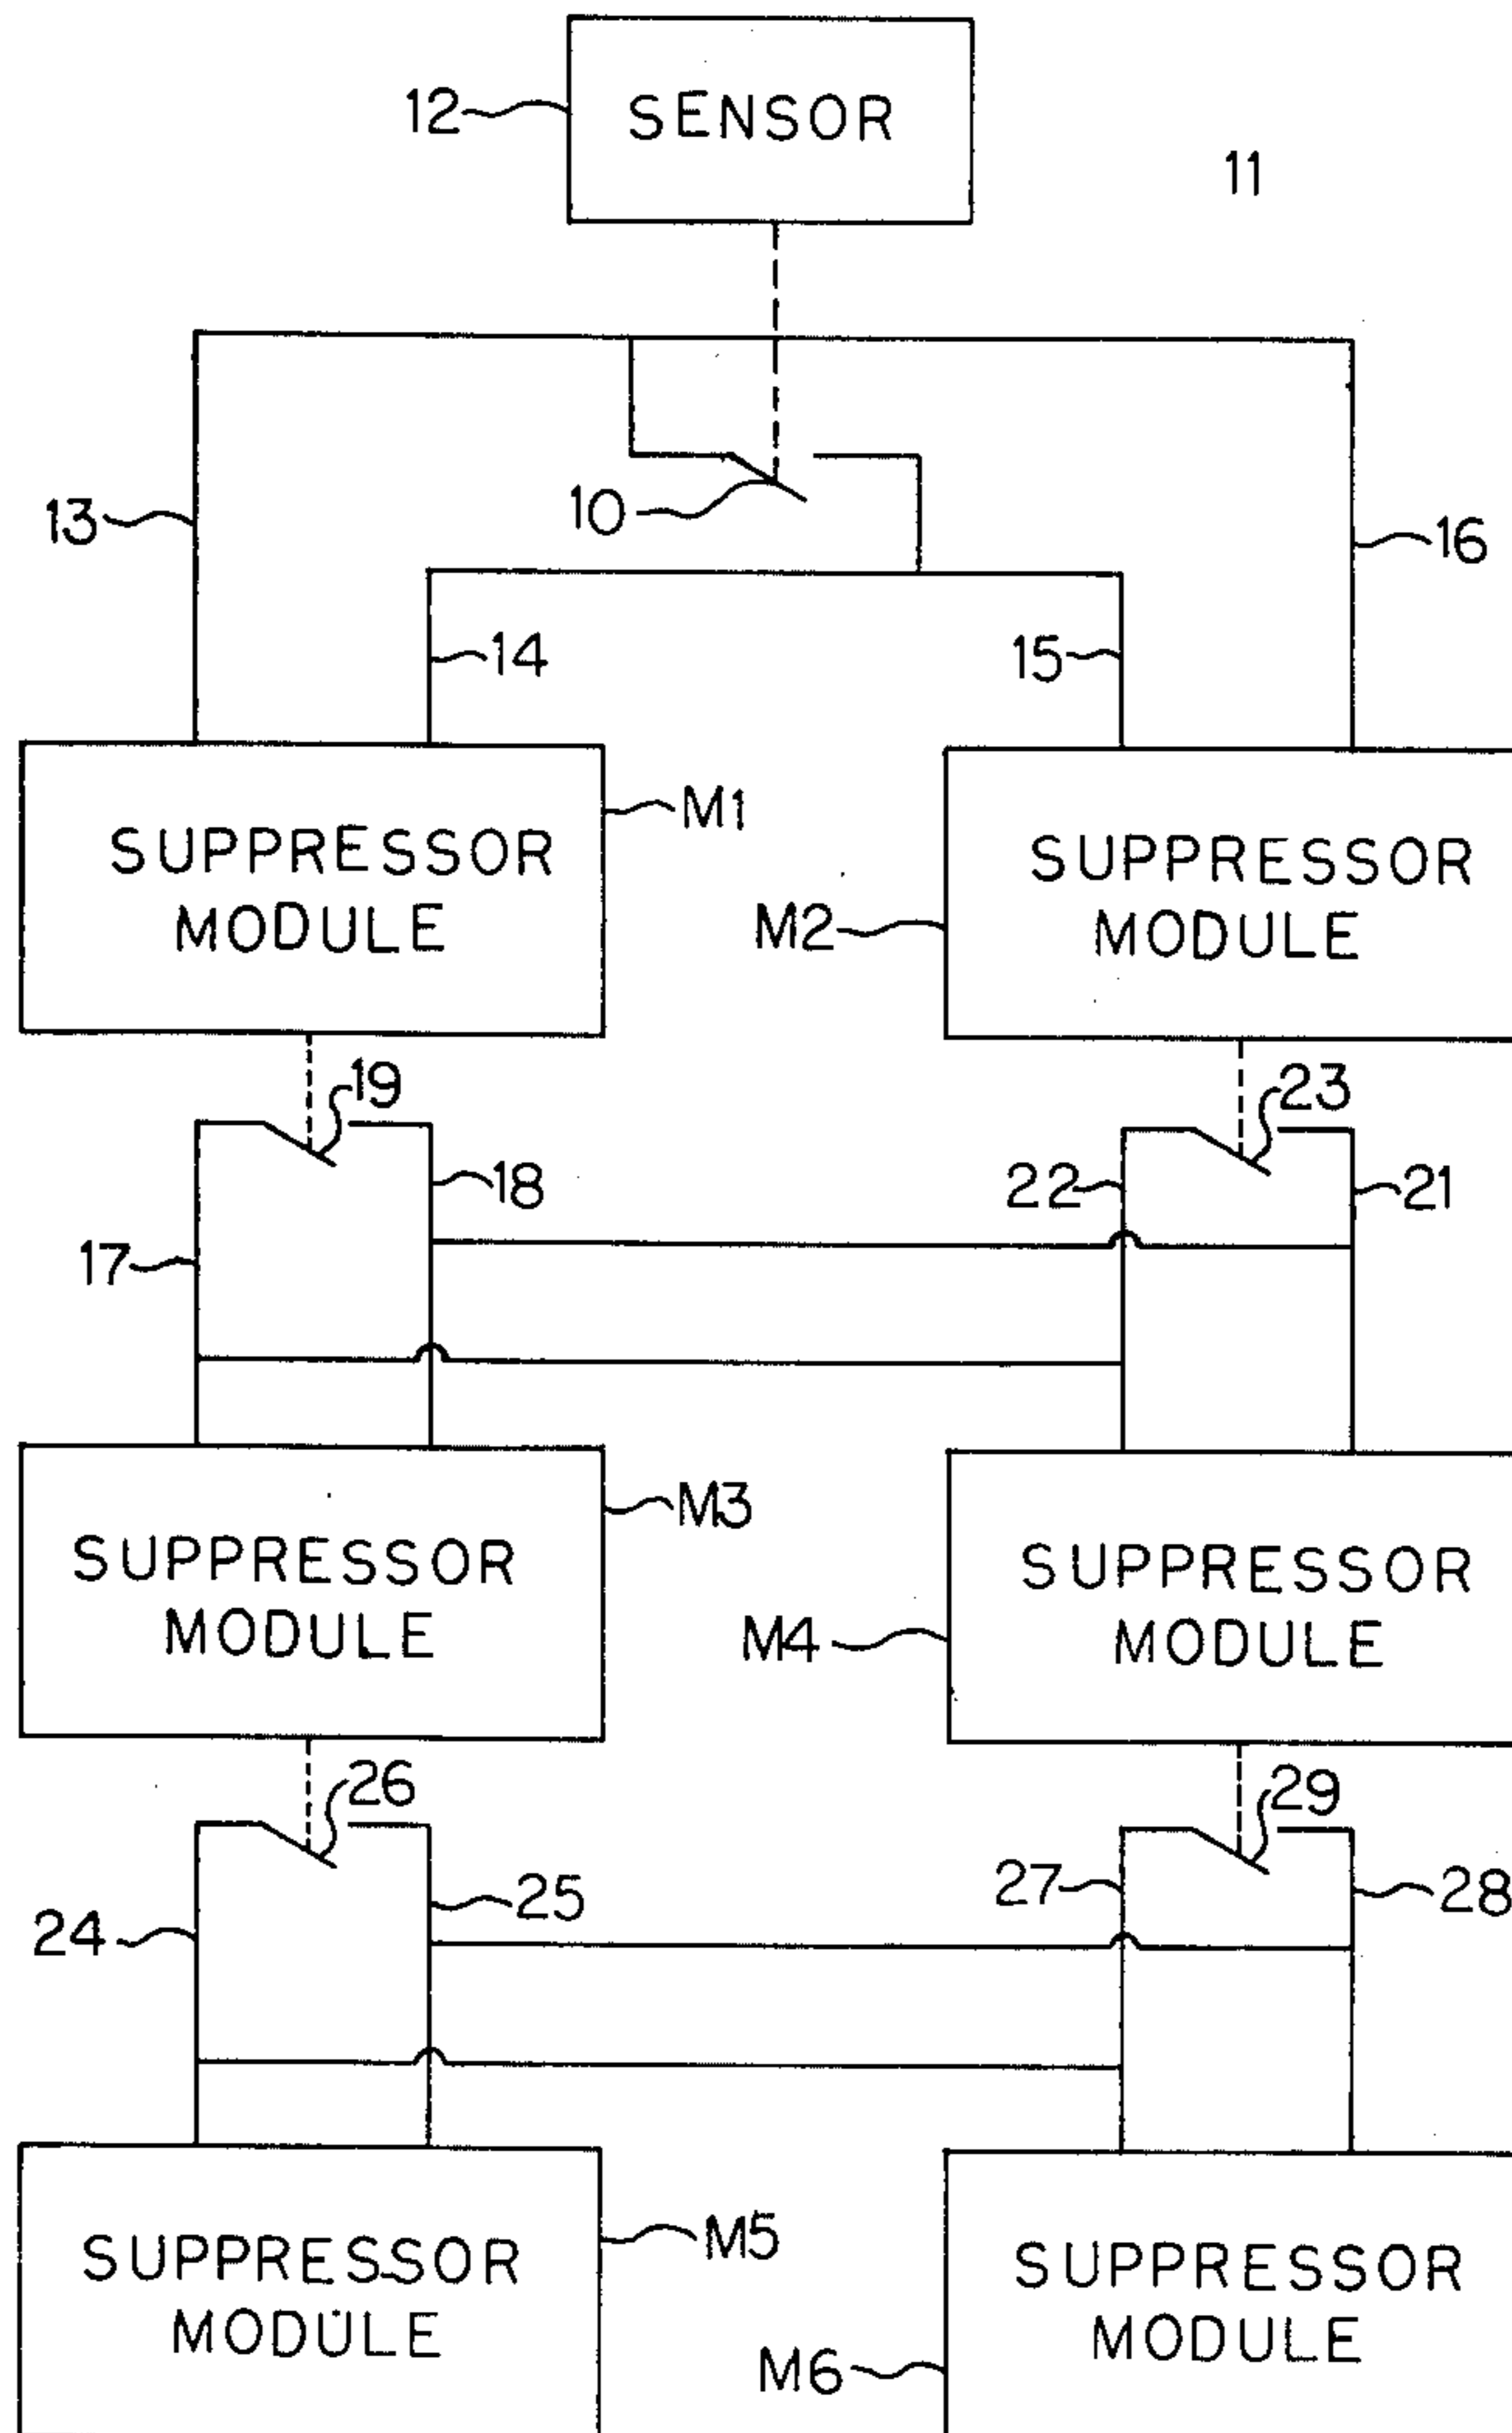 SENSOR
12
11
10
13
16
14
15
M1
SUPPRESSOR
MODULE
SUPPRESSOR
MODULE
M2
19
23
18
22
21
17
M3
SUPPRESSOR
MODULE
SUPPRESSOR
MODULE
M4
26
29
25
27
28
24
M5
SUPPRESSOR
MODULE
SUPPRESSOR
MODULE
M6